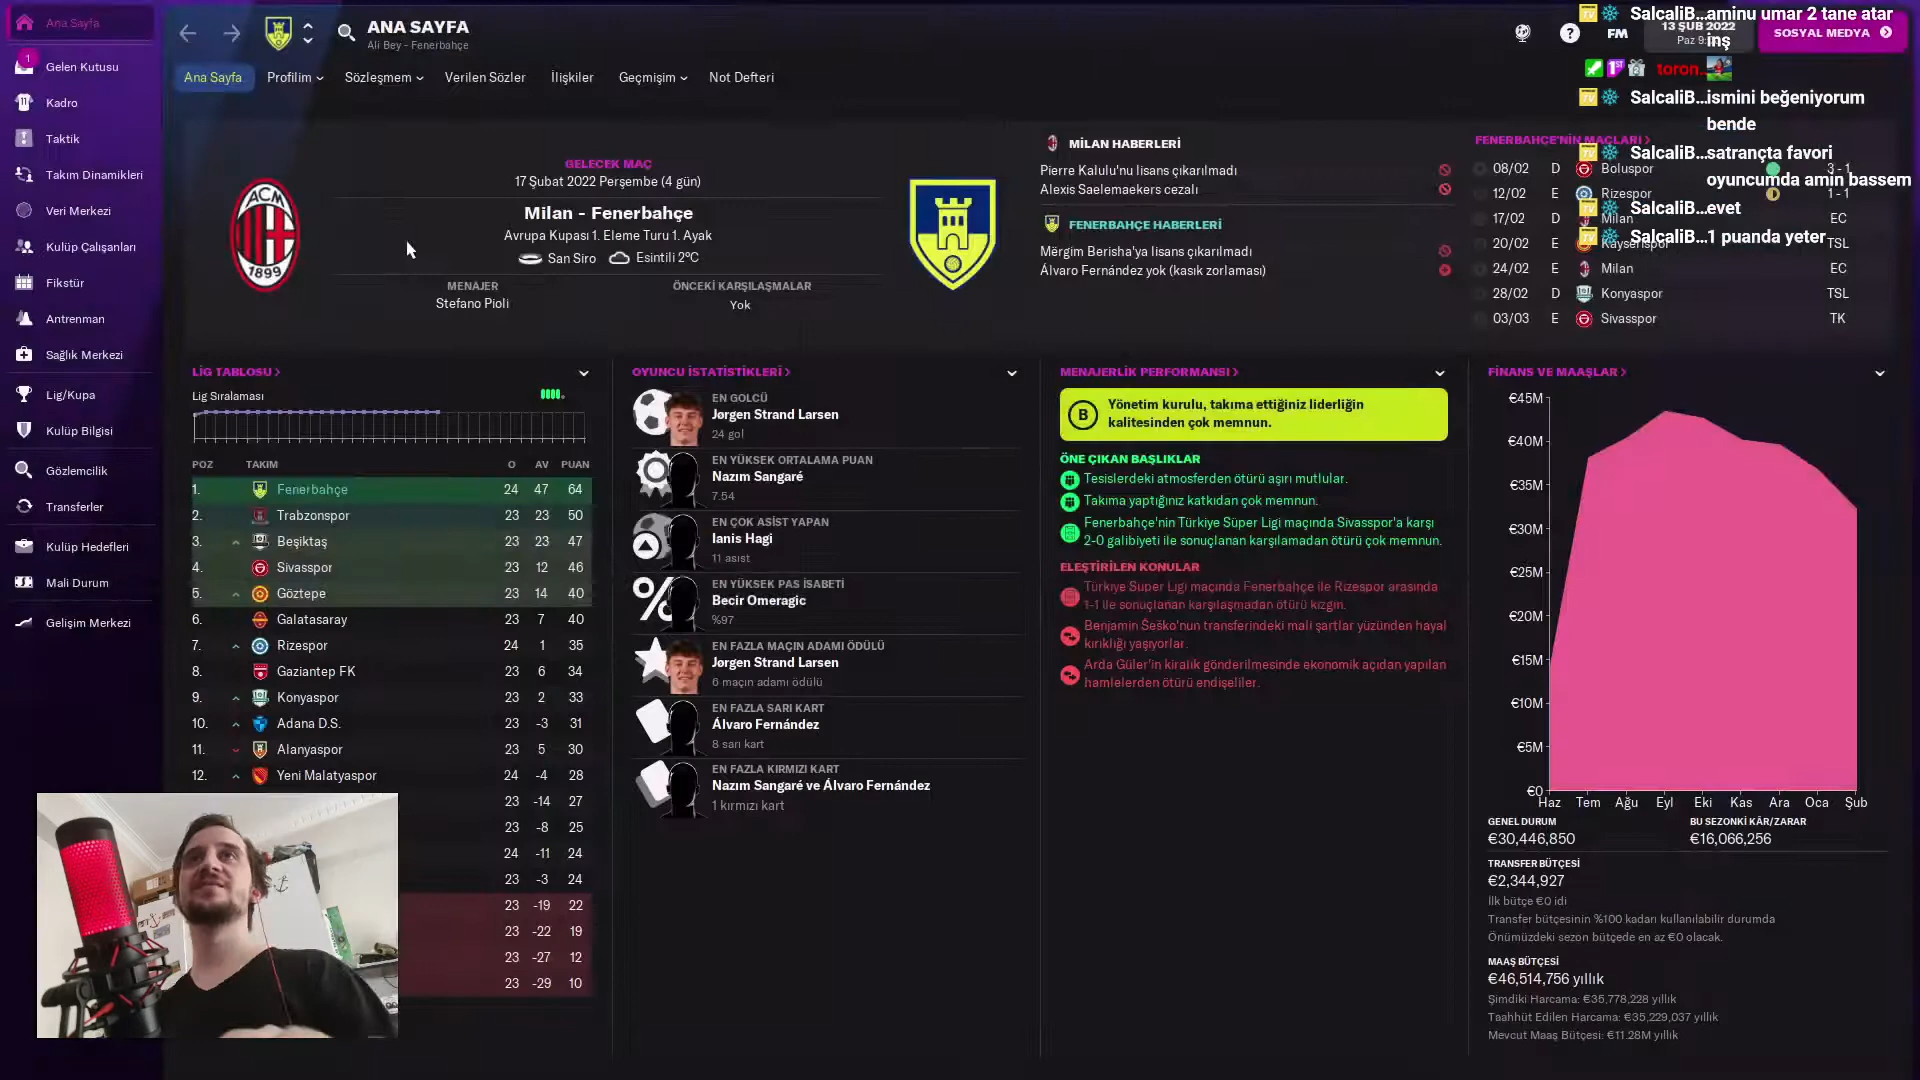 ANA SAYFA
Ali Bey - Fenerbahçe
FM
13 ŞUB 2022
Paz 9:
SOSYAL MEDYA
Ana Sayfa
1
Gelen Kutusu
Kadro
Taktik
Takım Dinamikleri
Veri Merkezi
Kulüp Çalışanları
Fikstür
Antrenman
Sağlık Merkezi
Lig/Kupa
Kulüp Bilgisi
Gözlemcilik
Transferler
Kulüp Hedefleri
Mali Durum
Gelişim Merkezi
Ana Sayfa
Profilim
Sözleşmem
Verilen Sözler
İlişkiler
Geçmişim
Not Defteri
SalcaliB...aminu umar 2 tane atar
inş
1ST
2
toron..
SalcaliB...ismini beğeniyorum
bende
SalcaliB...satrançta favori
oyuncumda amin bassem
SalcaliB...evet
SalcaliB...1 puanda yeter
ACM
1899
GELECEK MAÇ
17 Şubat 2022 Perşembe (4 gün)
Milan - Fenerbahçe
Avrupa Kupası 1. Eleme Turu 1. Ayak
San Siro
Esintili 2°C
MENAJER
Stefano Pioli
ÖNCEKİ KARŞILAŞMALAR
Yok
MİLAN HABERLERİ
Pierre Kalulu'nu lisans çıkarılmadı
Alexis Saelemaekers cezalı
FENERBAHÇE HABERLERİ
Mërgim Berisha'ya lisans çıkarılmadı
Álvaro Fernández yok (kasık zorlaması)
FENERBAHÇE'NİN MAÇLARI
08/02 D Boluspor 3 - 1
12/02 E Rizespor 1 - 1
17/02 D Milan EC
20/02 E Kayserispor TSL
24/02 E Milan EC
28/02 D Konyaspor TSL
03/03 E Sivasspor TK
LİG TABLOSU
Lig Sıralaması
POZ TAKIM O AV PUAN
1. Fenerbahçe 24 47 64
2. Trabzonspor 23 23 50
3. Beşiktaş 23 23 47
4. Sivasspor 23 12 46
5. Göztepe 23 14 40
6. Galatasaray 23 7 40
7. Rizespor 24 1 35
8. Gaziantep FK 23 6 34
9. Konyaspor 23 2 33
10. Adana D.S. 23 -3 31
11. Alanyaspor 23 5 30
12. Yeni Malatyaspor 24 -4 28
23 -14 27
23 -8 25
24 -11 24
23 -3 24
23 -19 22
23 -22 19
23 -27 12
23 -29 10
OYUNCU İSTATİSTİKLERİ
EN GOLCÜ
Jørgen Strand Larsen
24 gol
EN YÜKSEK ORTALAMA PUAN
Nazım Sangaré
7.54
EN ÇOK ASİST YAPAN
Ianis Hagi
11 asist
EN YÜKSEK PAS İSABETİ
Becir Omeragic
%97
EN FAZLA MAÇIN ADAMI ÖDÜLÜ
Jørgen Strand Larsen
6 maçın adamı ödülü
EN FAZLA SARI KART
Álvaro Fernández
8 sarı kart
EN FAZLA KIRMIZI KART
Nazım Sangaré ve Álvaro Fernández
1 kırmızı kart
MENAJERLİK PERFORMANSI
B
Yönetim kurulu, takıma ettiğiniz liderliğin
kalitesinden çok memnun.
ÖNE ÇIKAN BAŞLIKLAR
Tesislerdeki atmosferden ötürü aşırı mutlular.
Takıma yaptığınız katkıdan çok memnun.
Fenerbahçe'nin Türkiye Süper Ligi maçında Sivasspor'a karşı
2-0 galibiyeti ile sonuçlanan karşılamadan ötürü çok memnun.
ELEŞTİRİLEN KONULAR
Türkiye Süper Ligi maçında Fenerbahçe ile Rizespor arasında
1-1 ile sonuçlanan karşılaşmadan ötürü kızgın.
Benjamin Šeško'nun transferindeki mali şartlar yüzünden hayal
kırıklığı yaşıyorlar.
Arda Güler'in kiralık gönderilmesinde ekonomik açıdan yapılan
hamlelerden ötürü endişeliler.
FİNANS VE MAAŞLAR
€45M
€40M
€35M
€30M
€25M
€20M
€15M
€10M
€5M
€0
Haz Tem Ağu Eyl Eki Kas Ara Oca Şub
GENEL DURUM
€30,446,850
BU SEZONKİ KÂR/ZARAR
€16,066,256
TRANSFER BÜTÇESİ
€2,344,927
İlk bütçe €0 idi
Transfer bütçesinin %100 kadarı kullanılabilir durumda
Önümüzdeki sezon bütçede en az €0 olacak.
MAAŞ BÜTÇESİ
€46,514,756 yıllık
Şimdiki Harcama: €35,778,228 yıllık
Taahhüt Edilen Harcama: €35,229,037 yıllık
Mevcut Maaş Bütçesi: €11.28M yıllık